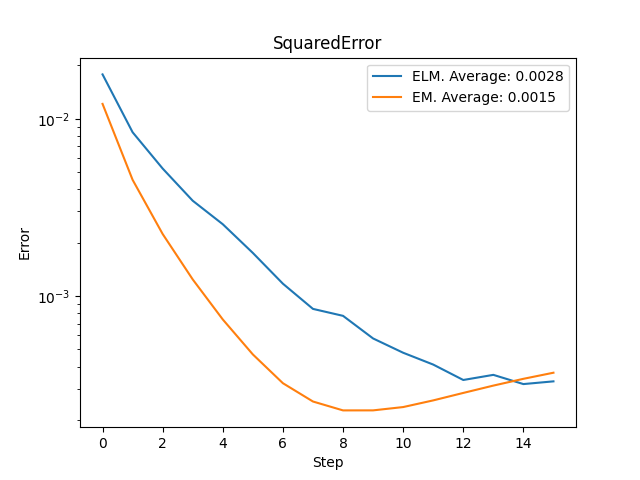 SquaredError
ELM. Average: 0.0028
EM. Average: 0.0015
Error
10⁻²
10⁻³
0 2 4 6 8 10 12 14
Step